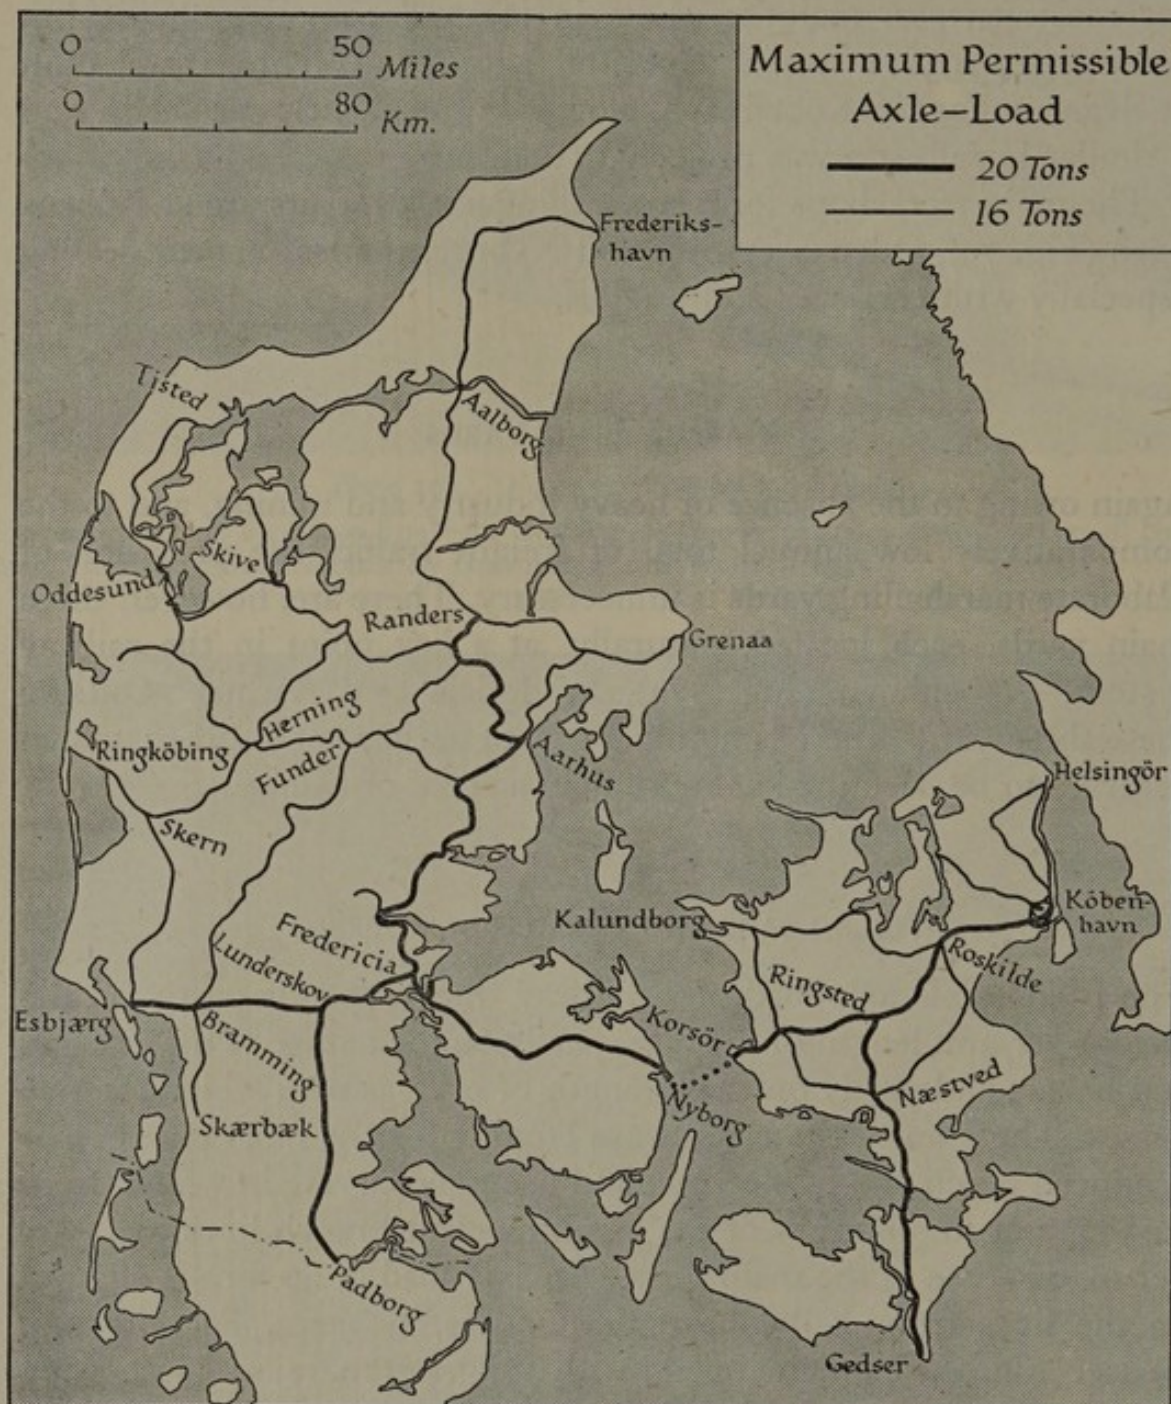 0 50 Miles
0 80 Km.
Maximum Permissible
Axle-Load
20 Tons
16 Tons
Frederiks-
havn
Tisted
Aalborg
Skive
Oddesund
Randers
Grenaa
Herning
Ringköbing
Funder
Aarhus
Skern
Helsingör
Kalundborg
Köben-
havn
Fredericia
Roskilde
Lunderskov
Ringsted
Esbjærg
Korsör
Bramming
Næstved
Nyborg
Skærbæk
Padborg
Gedser